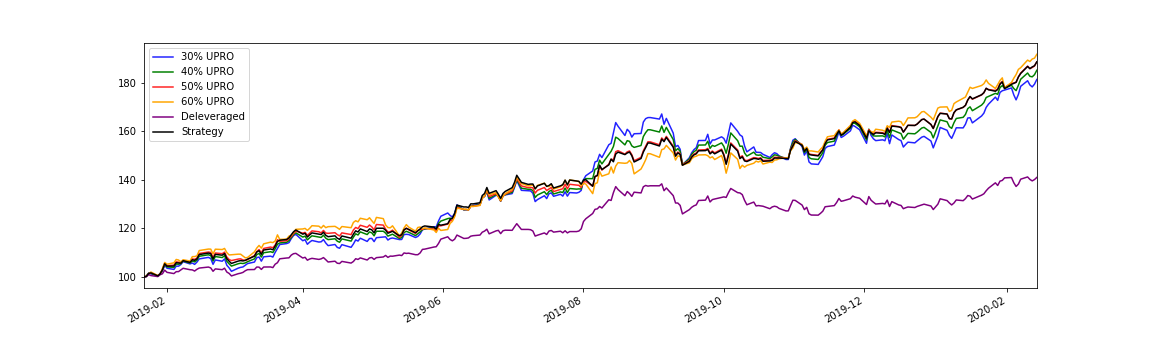 30% UPRO
40% UPRO
50% UPRO
60% UPRO
Deleveraged
Strategy
180
160
140
120
100
2019-02
2019-04
2019-06
2019-08
2019-10
2019-12
2020-02